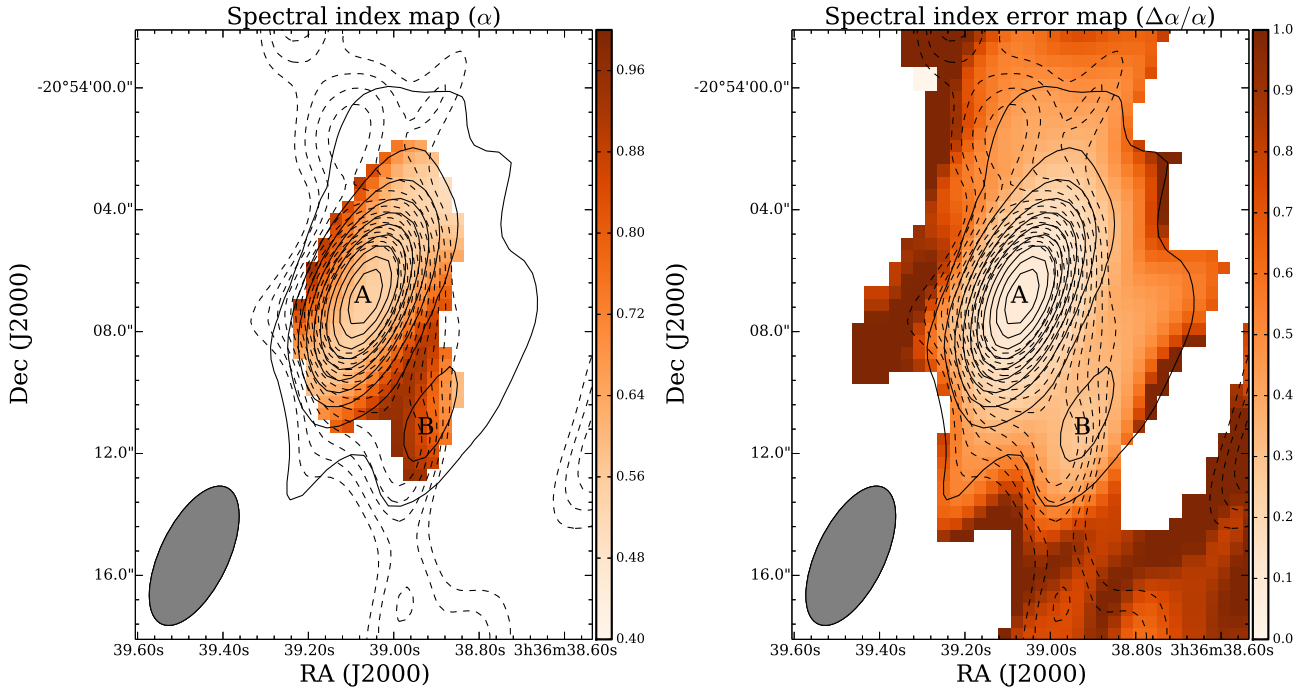 Spectral index map (α)
-20°54'00.0"
04.0"
08.0"
12.0"
16.0"
Dec (J2000)
A
B
39.60s 39.40s 39.20s 39.00s 38.80s 3h36m38.60s
RA (J2000)
0.96
0.88
0.80
0.72
0.64
0.56
0.48
0.40
Spectral index error map (Δα/α)
-20°54'00.0"
04.0"
08.0"
12.0"
16.0"
Dec (J2000)
A
B
39.60s 39.40s 39.20s 39.00s 38.80s 3h36m38.60s
RA (J2000)
1.0
0.9
0.8
0.7
0.6
0.5
0.4
0.3
0.2
0.1
0.0